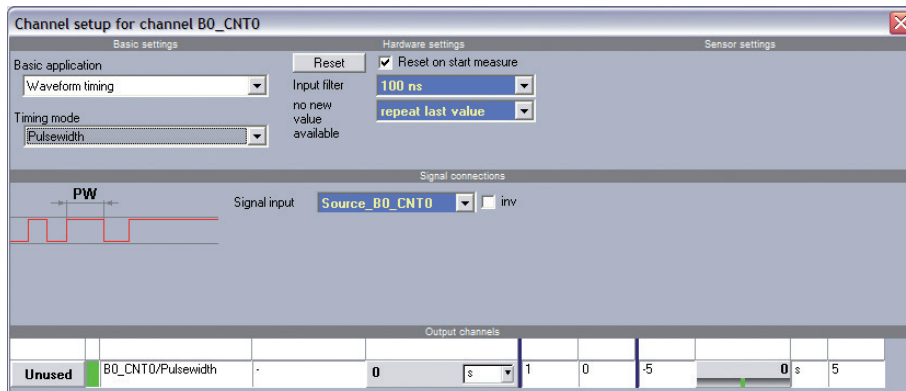 Channel setup for channel B0_CNT0
Basic settings
Hardware settings
Sensor settings
Basic application
Reset
Reset on start measure
Waveform timing
Input filter
100 ns
no new value available
repeat last value
Timing mode
Pulsewidth
Signal connections
PW
Signal input
Source_B0_CNT0
inv
Output channels
Unused
B0_CNT0/Pulsewidth
-
0
s
1
0
-5
0
s
5